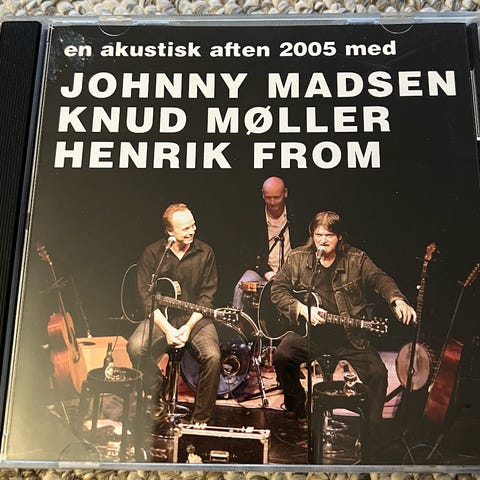 en akustisk aften 2005 med
JOHNNY MADSEN
KNUD MØLLER
HENRIK FROM